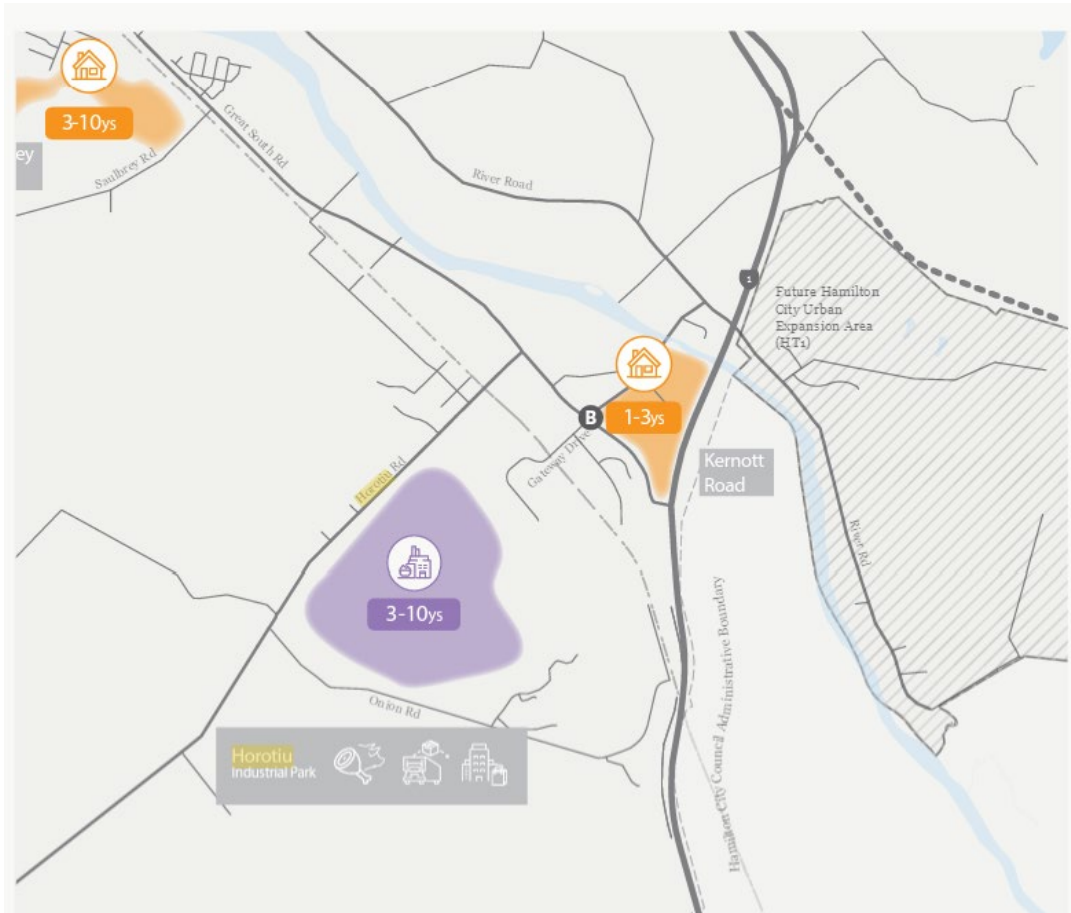 3-10ys
ey
Saulbrey Rd
Great South Rd
River Road
1
Future Hamilton
City Urban
Expansion Area
(HT1)
B
1-3ys
Gateway Drive
Kernott
Road
Horotiu Rd
River Rd
3-10ys
Onion Rd
Hamilton City Council Administrative Boundary
Horotiu
Industrial Park